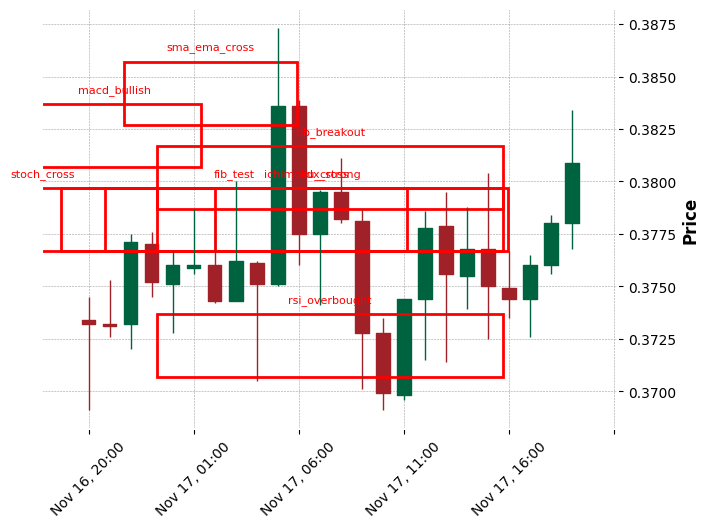 0.3875
sma_ema_cross
0.3850
macd_bullish
0.3825
b_breakout
stoch_cross
fib_test
0.3800
0.3775
Price
0.3750
rsi_overbought
0.3725
0.3700
Nov 16, 20:00
Nov 17, 01:00
Nov 17, 06:00
Nov 17, 11:00
Nov 17, 16:00